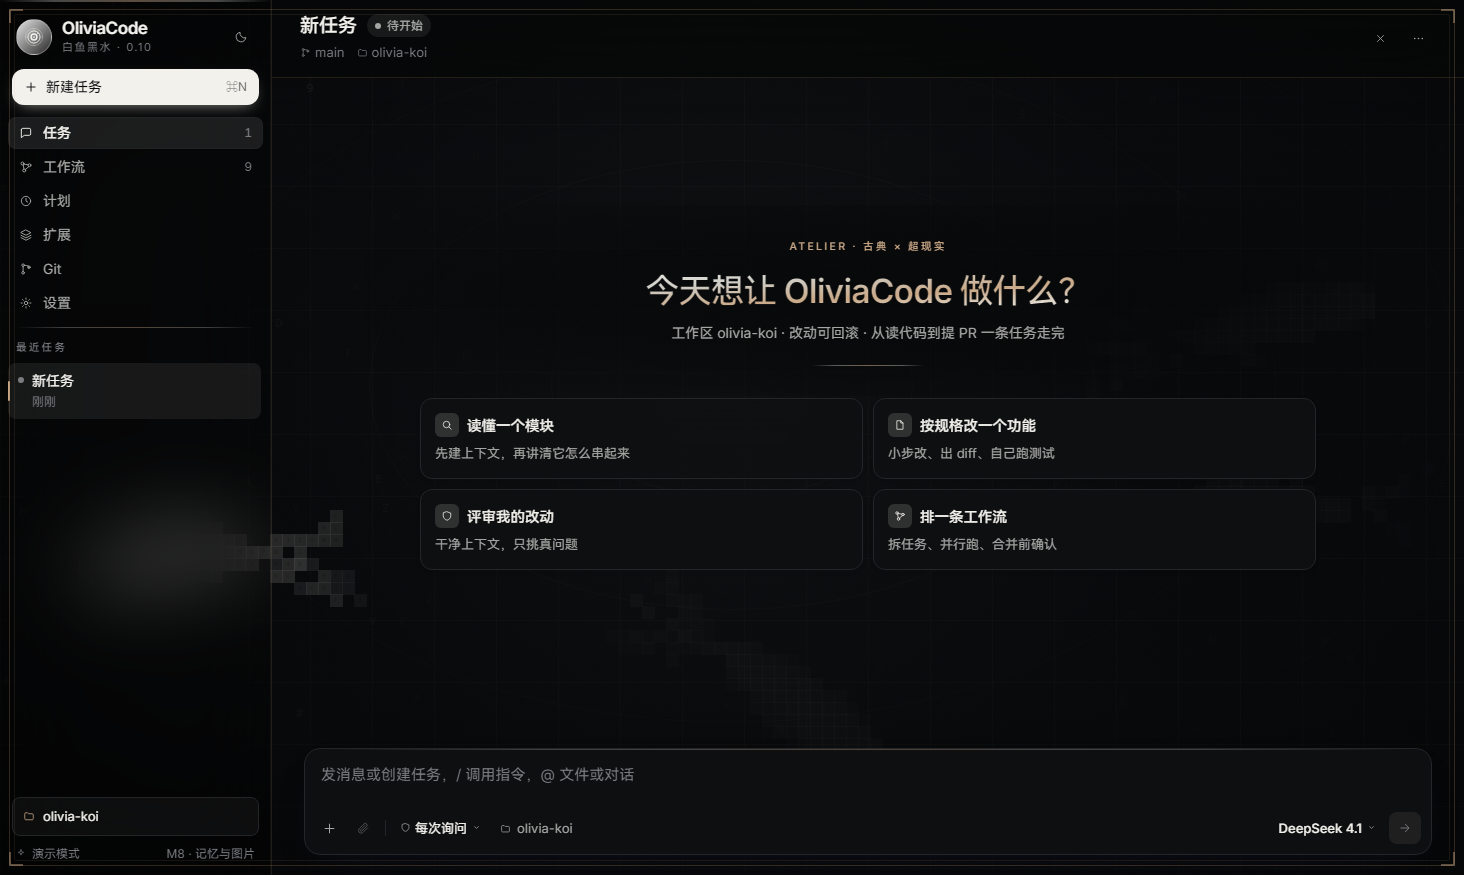 OliviaCode
白鱼黑水 · 0.10
新建任务 ⌘N
任务 1
工作流 9
计划
扩展
Git
设置
最近任务
新任务
刚刚
olivia-koi
演示模式 M8 · 记忆与图片
新任务 待开始
main olivia-koi
ATELIER · 古典 × 超现实
今天想让 OliviaCode 做什么?
工作区 olivia-koi · 改动可回滚 · 从读代码到提 PR 一条任务走完
读懂一个模块
先建上下文，再讲清它怎么串起来
按规格改一个功能
小步改、出 diff、自己跑测试
评审我的改动
干净上下文，只挑真问题
排一条工作流
拆任务、并行跑、合并前确认
发消息或创建任务，/ 调用指令，@ 文件或对话
每次询问 olivia-koi DeepSeek 4.1